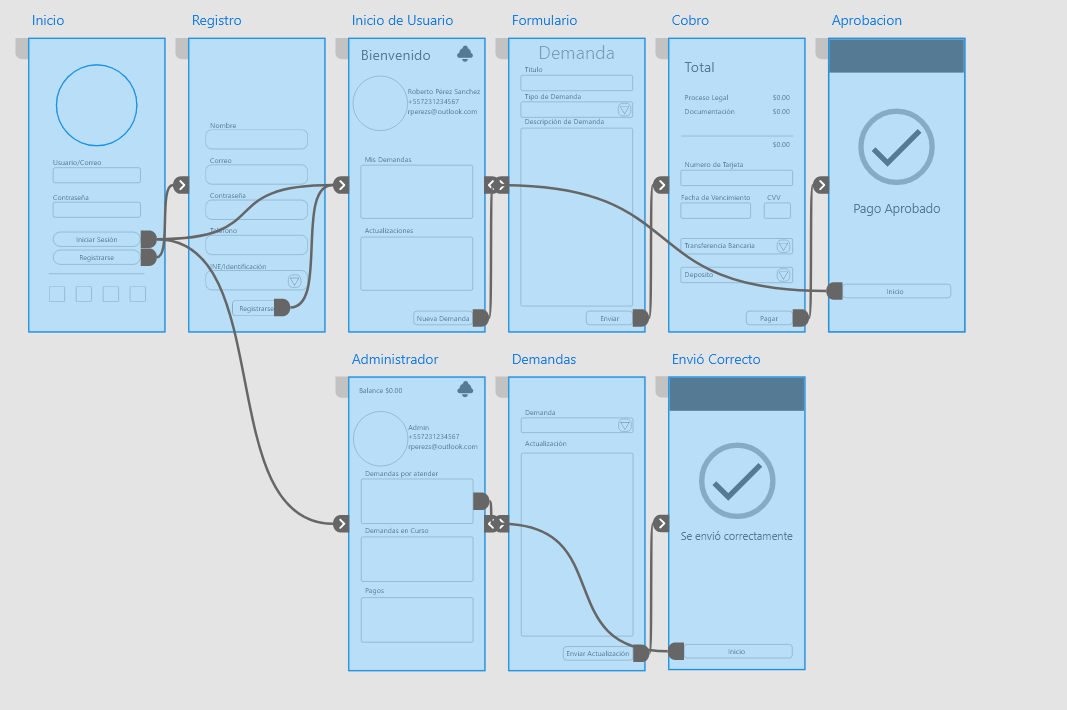 Inicio
Usuario/Correo
Contraseña
Iniciar Sesión
Registrarse
Registro
Nombre
Correo
Contraseña
Teléfono
INE/Identificación
Registrarse
Inicio de Usuario
Bienvenido
Roberto Pérez Sanchez
+557231234567
rperezs@outlook.com
Mis Demandas
Actualizaciones
Nueva Demanda
Formulario
Demanda
Titulo
Tipo de Demanda
Descripción de Demanda
Enviar
Cobro
Total
Proceso Legal $0.00
Documentación $0.00
$0.00
Numero de Tarjeta
Fecha de Vencimiento CVV
Transferencia Bancaria
Deposito
Pagar
Aprobacion
Pago Aprobado
Inicio
Administrador
Balance $0.00
Admin
+557231234567
rperezs@outlook.com
Demandas por atender
Demandas en Curso
Pagos
Demandas
Demanda
Actualización
Enviar Actualización
Envió Correcto
Se envió correctamente
Inicio